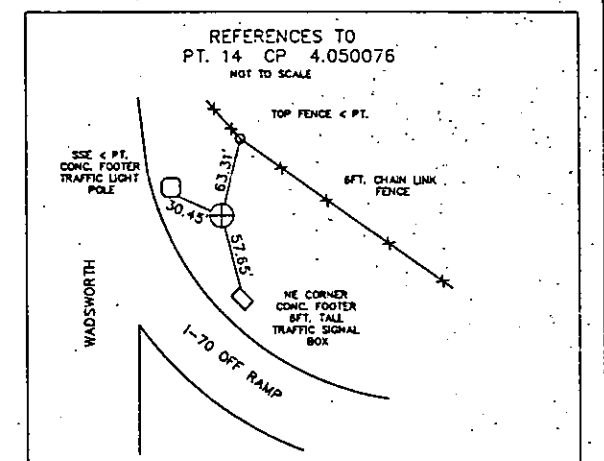 REFERENCES TO
PT. 14 CP 4.050076
NOT TO SCALE
TOP FENCE < PT.
SSE < PT.
CONC. FOOTER
TRAFFIC LIGHT
POLE
63.31'
6FT. CHAIN LINK
FENCE
30.45'
57.65'
NE CORNER
CONC. FOOTER
6FT. TALL
TRAFFIC SIGNAL
BOX
WADSWORTH
I-70 OFF RAMP